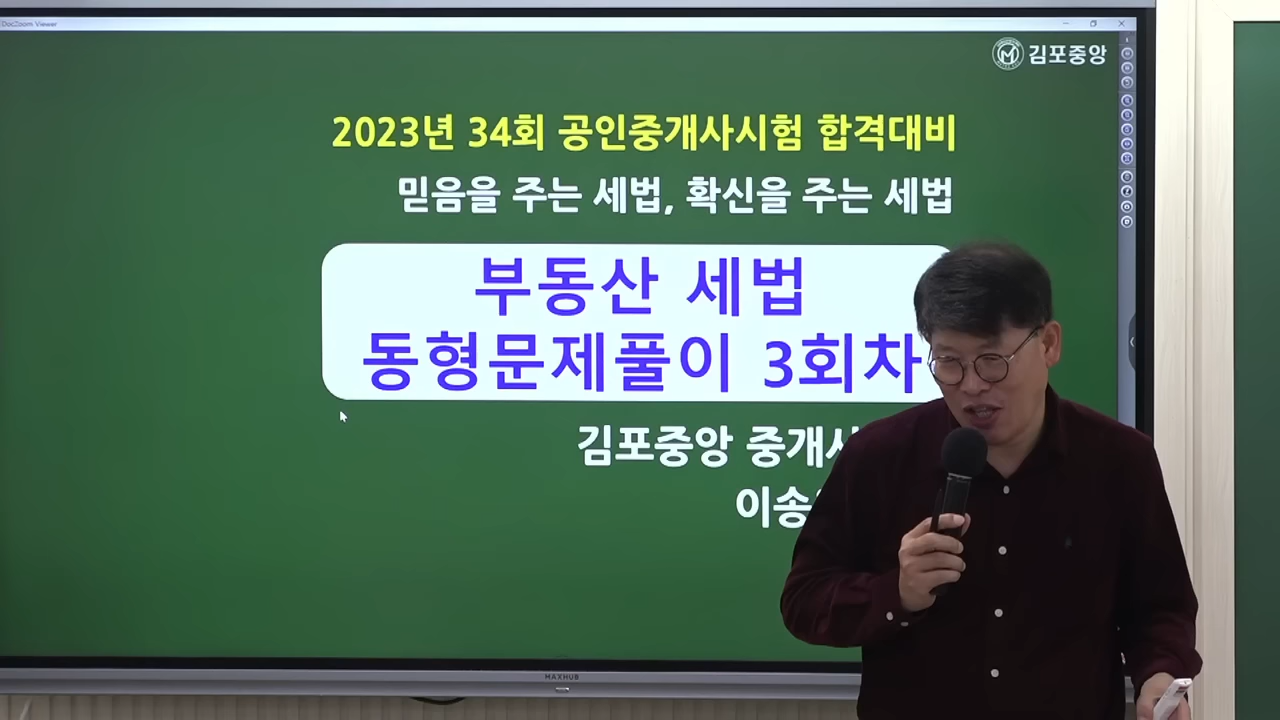 DocZoom Viewer
김포중앙
2023년 34회 공인중개사시험 합격대비
믿음을 주는 세법, 확신을 주는 세법
부동산 세법
동형문제풀이 3회차
김포중앙
이송
MAXHUB